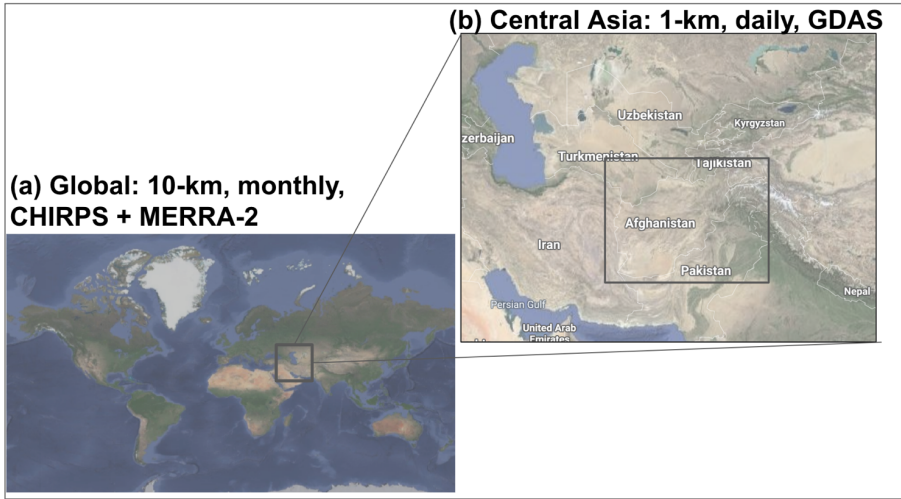 (b) Central Asia: 1-km, daily, GDAS
Uzbekistan
Kyrgyzstan
zerbaijan
Turkmenistan
Tajikistan
(a) Global: 10-km, monthly,
CHIRPS + MERRA-2
Afghanistan
Iran
Pakistan
Nepal
Persian Gulf
United Arab
Emirates